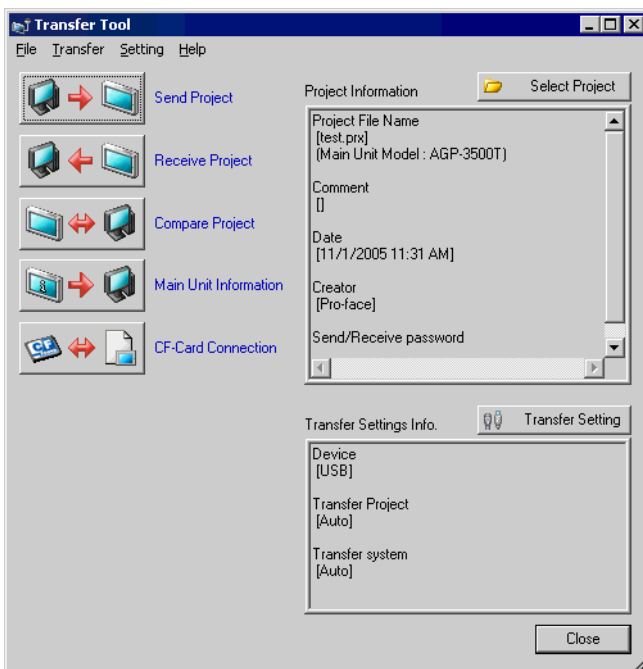 Transfer Tool
File Transfer Setting Help
Send Project
Receive Project
Compare Project
Main Unit Information
CF
CF-Card Connection
Project Information
Select Project
Project File Name
[test.prx]
(Main Unit Model : AGP-3500T)
Comment
[]
Date
[11/1/2005 11:31 AM]
Creator
[Pro-face]
Send/Receive password
Transfer Settings Info.
Transfer Setting
Device
[USB]
Transfer Project
[Auto]
Transfer system
[Auto]
Close